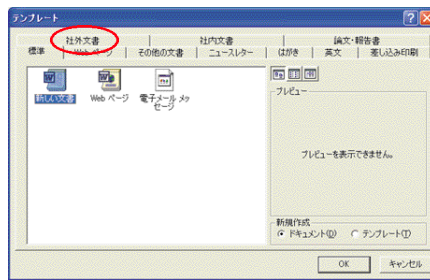 テンプレート
社外文書 社内文書 論文・報告書
標準 Web ページ その他の文書 ニュースレター はがき 英文 差し込み印刷
新しい文書 Web ページ 電子メール メッセージ
プレビュー
プレビューを表示できません。
新規作成
ドキュメント(D) テンプレート(T)
OK キャンセル